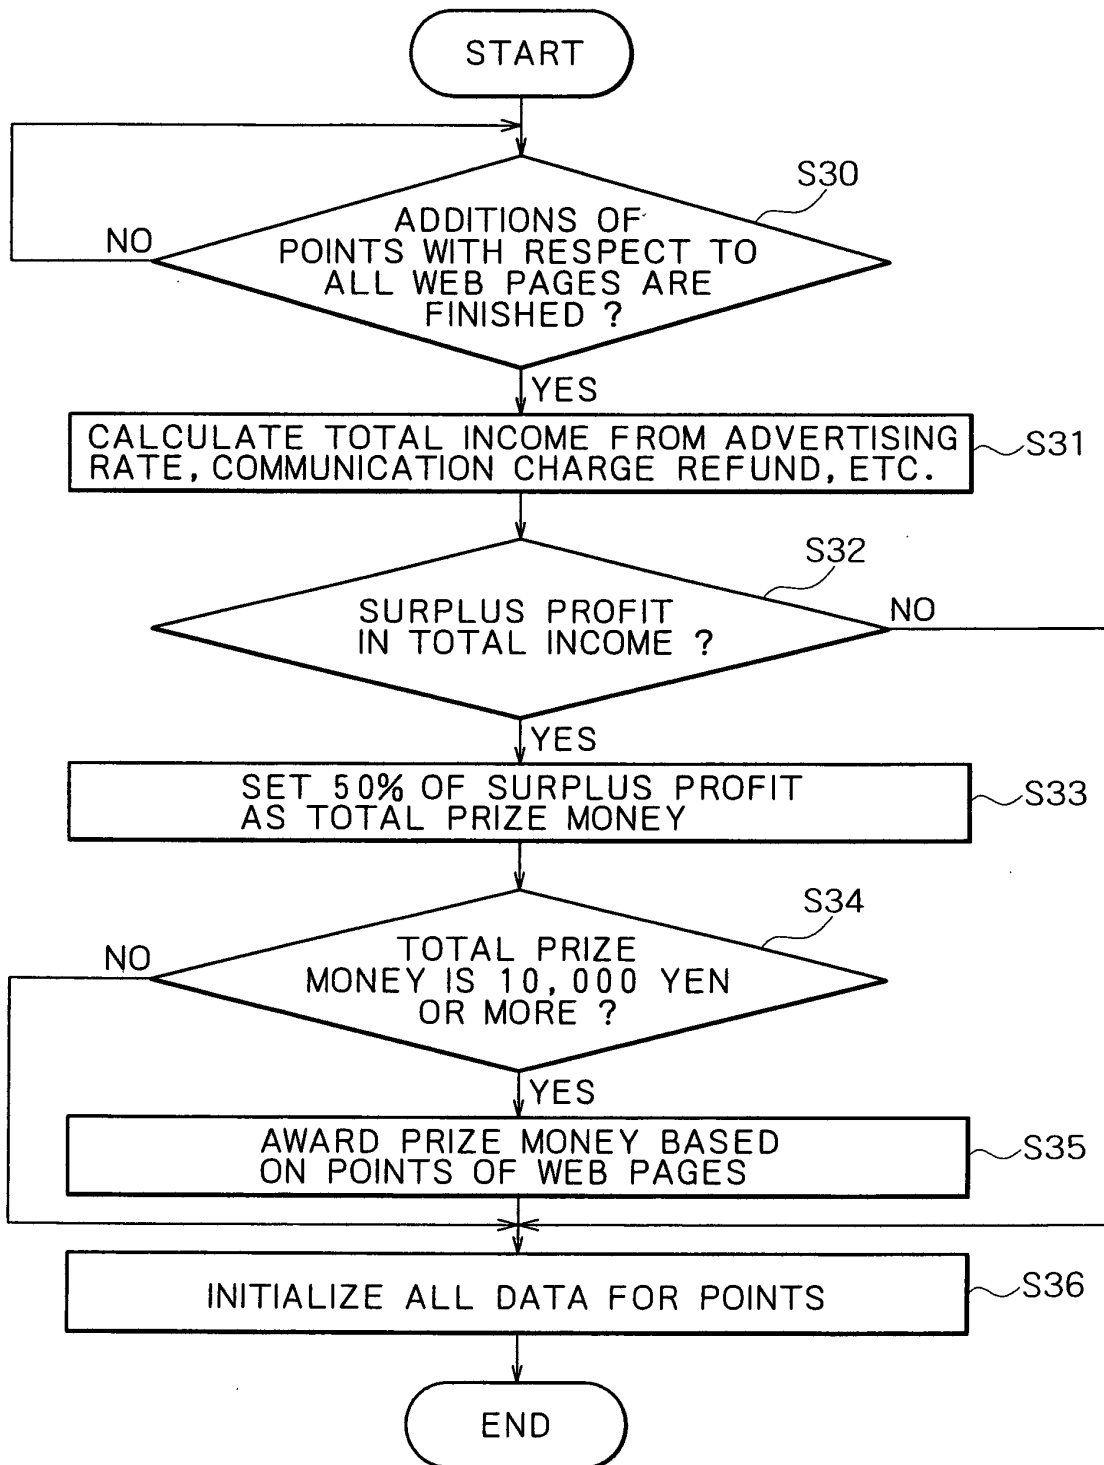 START
S30
ADDITIONS OF
POINTS WITH RESPECT TO
ALL WEB PAGES ARE
FINISHED ?
NO
YES
CALCULATE TOTAL INCOME FROM ADVERTISING
RATE, COMMUNICATION CHARGE REFUND, ETC.
S31
S32
SURPLUS PROFIT
IN TOTAL INCOME ?
NO
YES
SET 50% OF SURPLUS PROFIT
AS TOTAL PRIZE MONEY
S33
S34
TOTAL PRIZE
MONEY IS 10,000 YEN
OR MORE ?
NO
YES
AWARD PRIZE MONEY BASED
ON POINTS OF WEB PAGES
S35
INITIALIZE ALL DATA FOR POINTS
S36
END